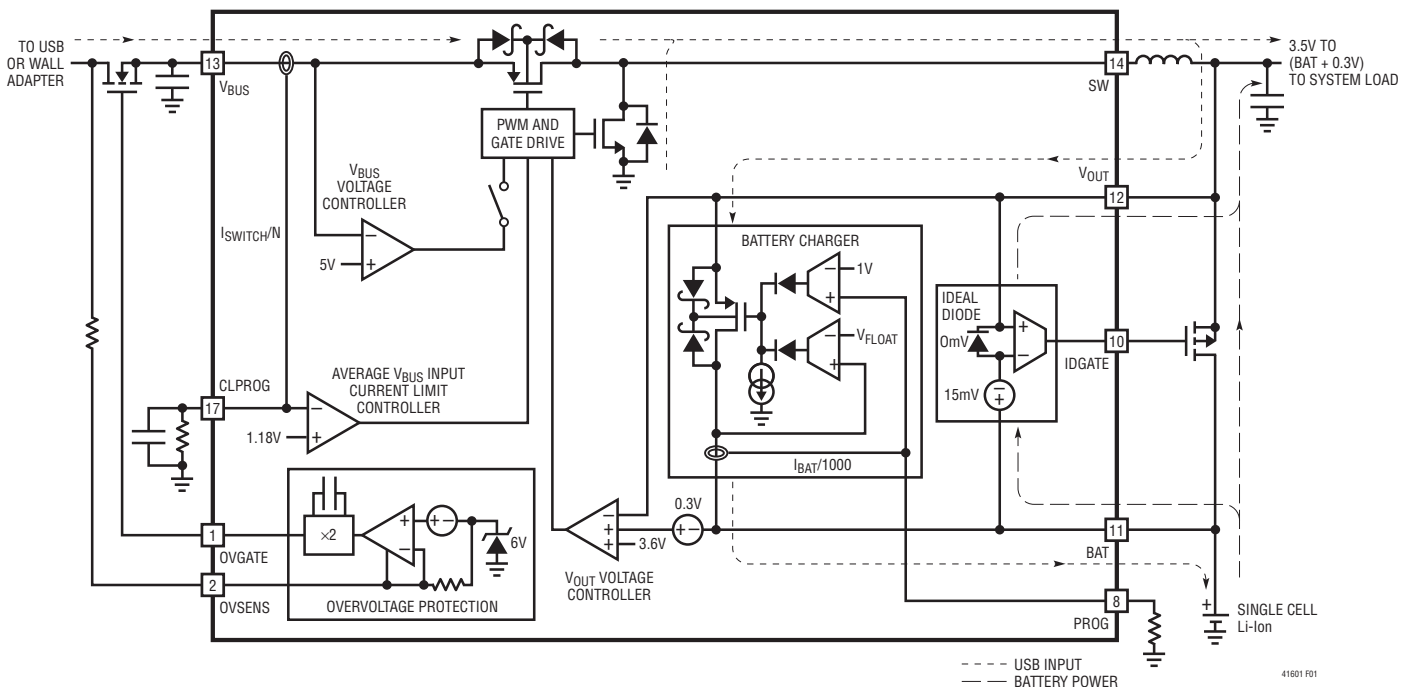 TO USB
OR WALL
ADAPTER
13
VBUS
ISWITCH/N
VBUS
VOLTAGE
CONTROLLER
−
+
5V
PWM AND
GATE DRIVE
14
SW
3.5V TO
(BAT + 0.3V)
TO SYSTEM LOAD
VOUT
12
BATTERY CHARGER
−
1V
+
−
VFLOAT
+
IBAT/1000
IDEAL
DIODE
0mV
+
−
−
+
15mV
10
IDGATE
CLPROG
17
AVERAGE VBUS INPUT
CURRENT LIMIT
CONTROLLER
−
+
1.18V
×2
+
−
+ −
6V
OVERVOLTAGE PROTECTION
1
OVGATE
2
OVSENS
−
+
+
3.6V
VOUT VOLTAGE
CONTROLLER
0.3V
+ −
11
BAT
8
PROG
+
SINGLE CELL
Li-Ion
USB INPUT
BATTERY POWER
41601 F01